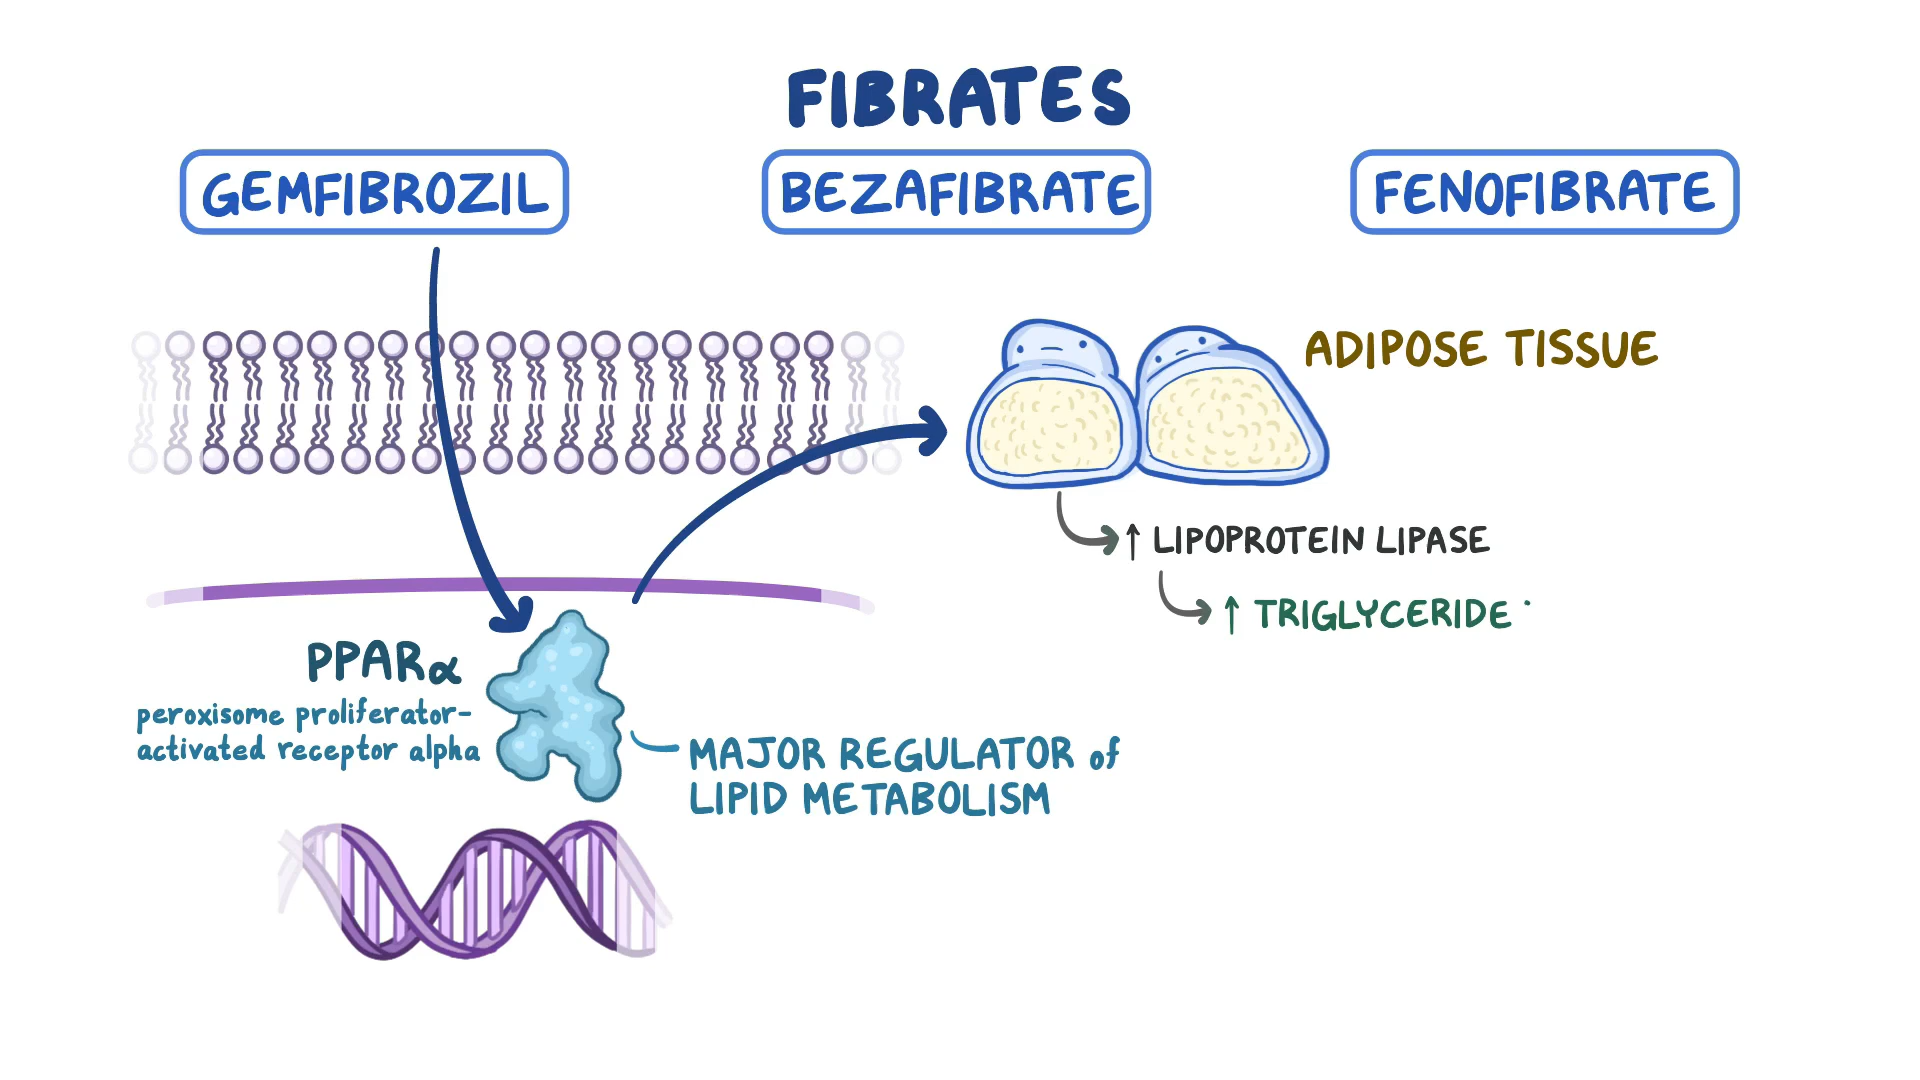 FIBRATES
GEMFIBROZIL
BEZAFIBRATE
FENOFIBRATE
ADIPOSE TISSUE
↑ LIPOPROTEIN LIPASE
↑ TRIGLYCERIDE
PPARα
peroxisome proliferator-
activated receptor alpha
MAJOR REGULATOR of
LIPID METABOLISM